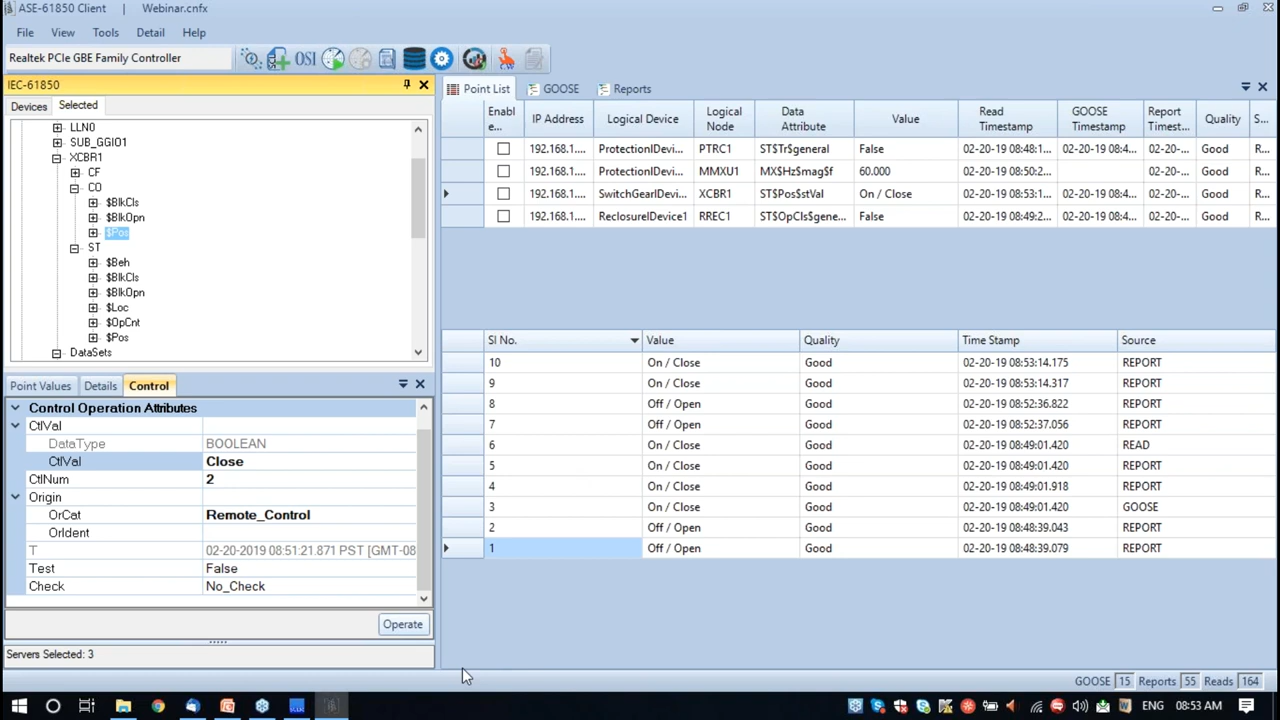 ASE-61850 Client | Webinar.cnfx
File View Tools Detail Help
Realtek PCIe GBE Family Controller OSI
IEC-61850
Devices Selected
LLN0
SUB_GGIO1
XCBR1
CF
CO
$BlkCls
$BlkOpn
$Pos
ST
$Beh
$BlkCls
$BlkOpn
$Loc
$OpCnt
$Pos
DataSets
Point Values Details Control
Control Operation Attributes
CtlVal
DataType BOOLEAN
CtlVal Close
CtlNum 2
Origin
OrCat Remote_Control
OrIdent
T 02-20-2019 08:51:21.871 PST [GMT-08
Test False
Check No_Check
Operate
Servers Selected: 3
Point List GOOSE Reports
Enabl e... IP Address Logical Device Logical Node Data Attribute Value Read Timestamp GOOSE Timestamp Report Timest... Quality S...
192.168.1.... ProtectionIDevi... PTRC1 ST$Tr$general False 02-20-19 08:48:1... 02-20-19 08:4... 02-20-... Good R...
192.168.1.... ProtectionIDevi... MMXU1 MX$Hz$mag$f 60.000 02-20-19 08:50:2... 02-20-... Good R...
192.168.1.... SwitchGearIDevi... XCBR1 ST$Pos$stVal On / Close 02-20-19 08:53:1... 02-20-19 08:4... 02-20-... Good R...
192.168.1.... ReclosureIDevice1 RREC1 ST$OpCls$gene... False 02-20-19 08:49:2... 02-20-19 08:4... 02-20-... Good R...
Sl No. Value Quality Time Stamp Source
10 On / Close Good 02-20-19 08:53:14.175 REPORT
9 On / Close Good 02-20-19 08:53:14.317 REPORT
8 Off / Open Good 02-20-19 08:52:36.822 REPORT
7 Off / Open Good 02-20-19 08:52:37.056 REPORT
6 On / Close Good 02-20-19 08:49:01.420 READ
5 On / Close Good 02-20-19 08:49:01.420 REPORT
4 On / Close Good 02-20-19 08:49:01.918 REPORT
3 On / Close Good 02-20-19 08:49:01.420 GOOSE
2 Off / Open Good 02-20-19 08:48:39.043 REPORT
1 Off / Open Good 02-20-19 08:48:39.079 REPORT
GOOSE 15 Reports 55 Reads 164
ENG 08:53 AM